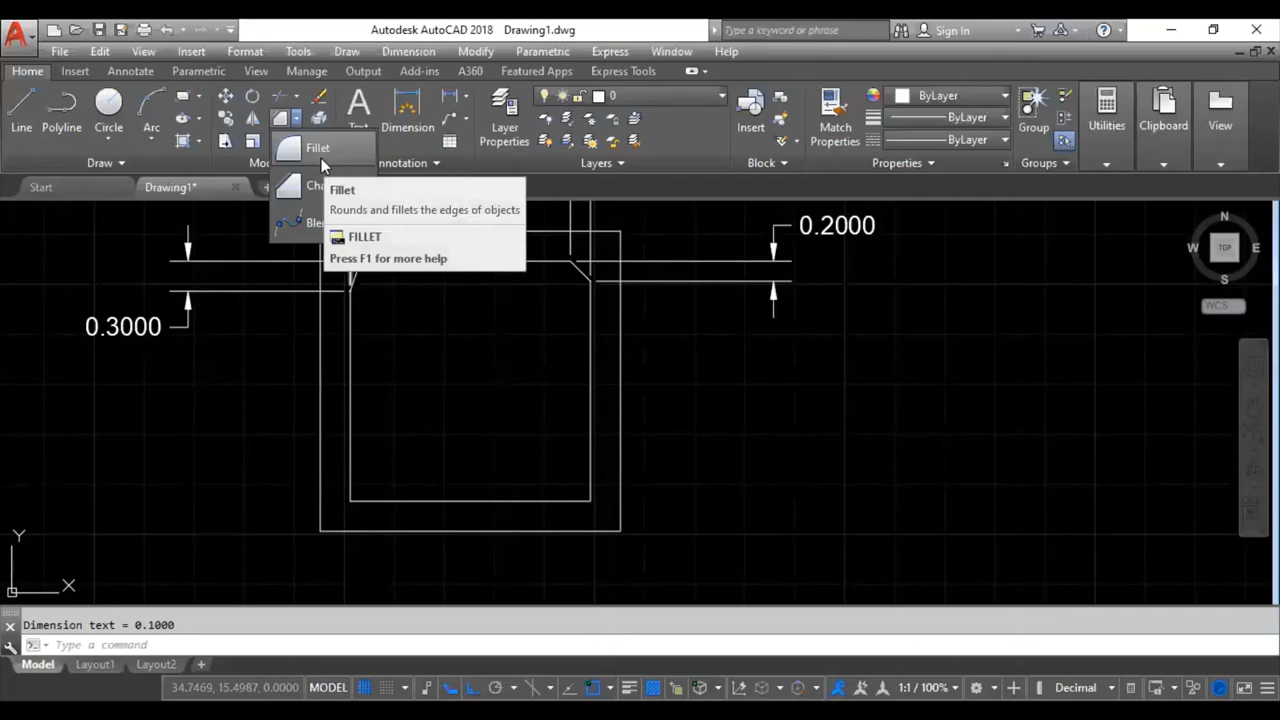 Autodesk AutoCAD 2018 Drawing1.dwg
Type a keyword or phrase
Sign In
File Edit View Insert Format Tools Draw Dimension Modify Parametric Express Window Help
Home Insert Annotate Parametric View Manage Output Add-ins A360 Featured Apps Express Tools
Line Polyline Circle Arc
Dimension
Layer
Properties
0
Insert
Match
Properties
ByLayer
ByLayer
ByLayer
Group
Utilities
Clipboard
View
Draw
Layers
Block
Properties
Groups
Fillet
Start
Drawing1*
Fillet
Rounds and fillets the edges of objects
FILLET
Press F1 for more help
0.3000
0.2000
N
W TOP E
S
WCS
Y
X
Dimension text = 0.1000
Type a command
Model Layout1 Layout2 +
34.7469, 15.4987, 0.0000 MODEL 1:1 / 100% Decimal